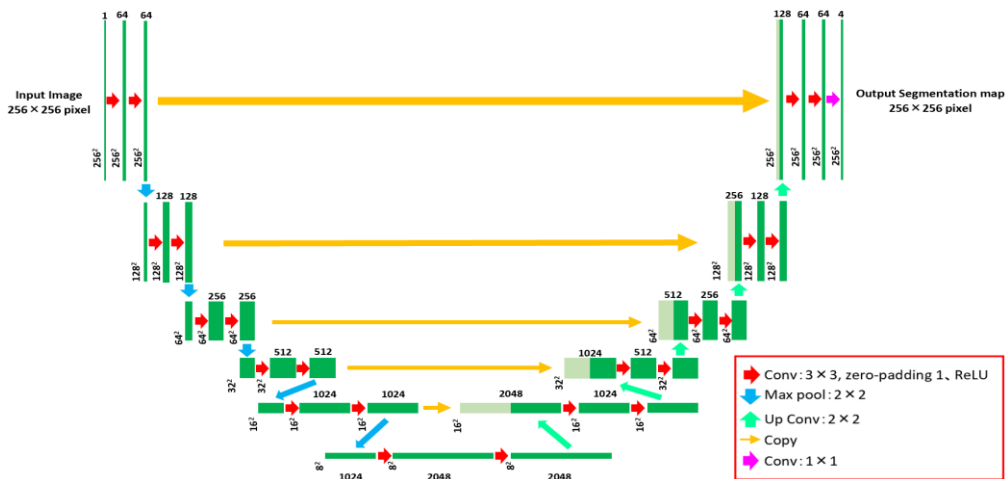 1 64 64
128 64 64 4
Input Image
256×256 pixel
Output Segmentation map
256×256 pixel
256² 256² 256²
256² 256² 256² 256²
128 128
256 128
128² 128² 128²
128² 128² 128²
256 256
512 256
64² 64² 64²
64² 64² 64²
512 512
1024 512
32² 32²
32²
1024 1024
2048 1024
16² 16² 16²
16² 16² 16²
8² 8² 8²
1024 2048 2048
Conv:3×3, zero-padding 1、ReLU
Max pool:2×2
Up Conv:2×2
Copy
Conv:1×1